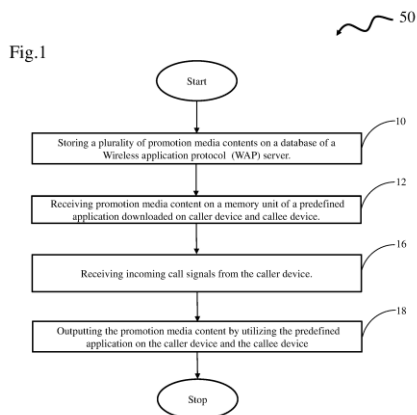 50
Fig.1
Start
10
Storing a plurality of promotion media contents on a database of a
Wireless application protocol (WAP) server.
12
Receiving promotion media content on a memory unit of a predefined
application downloaded on caller device and callee device.
16
Receiving incoming call signals from the caller device.
18
Outputting the promotion media content by utilizing the predefined
application on the caller device and the callee device
Stop